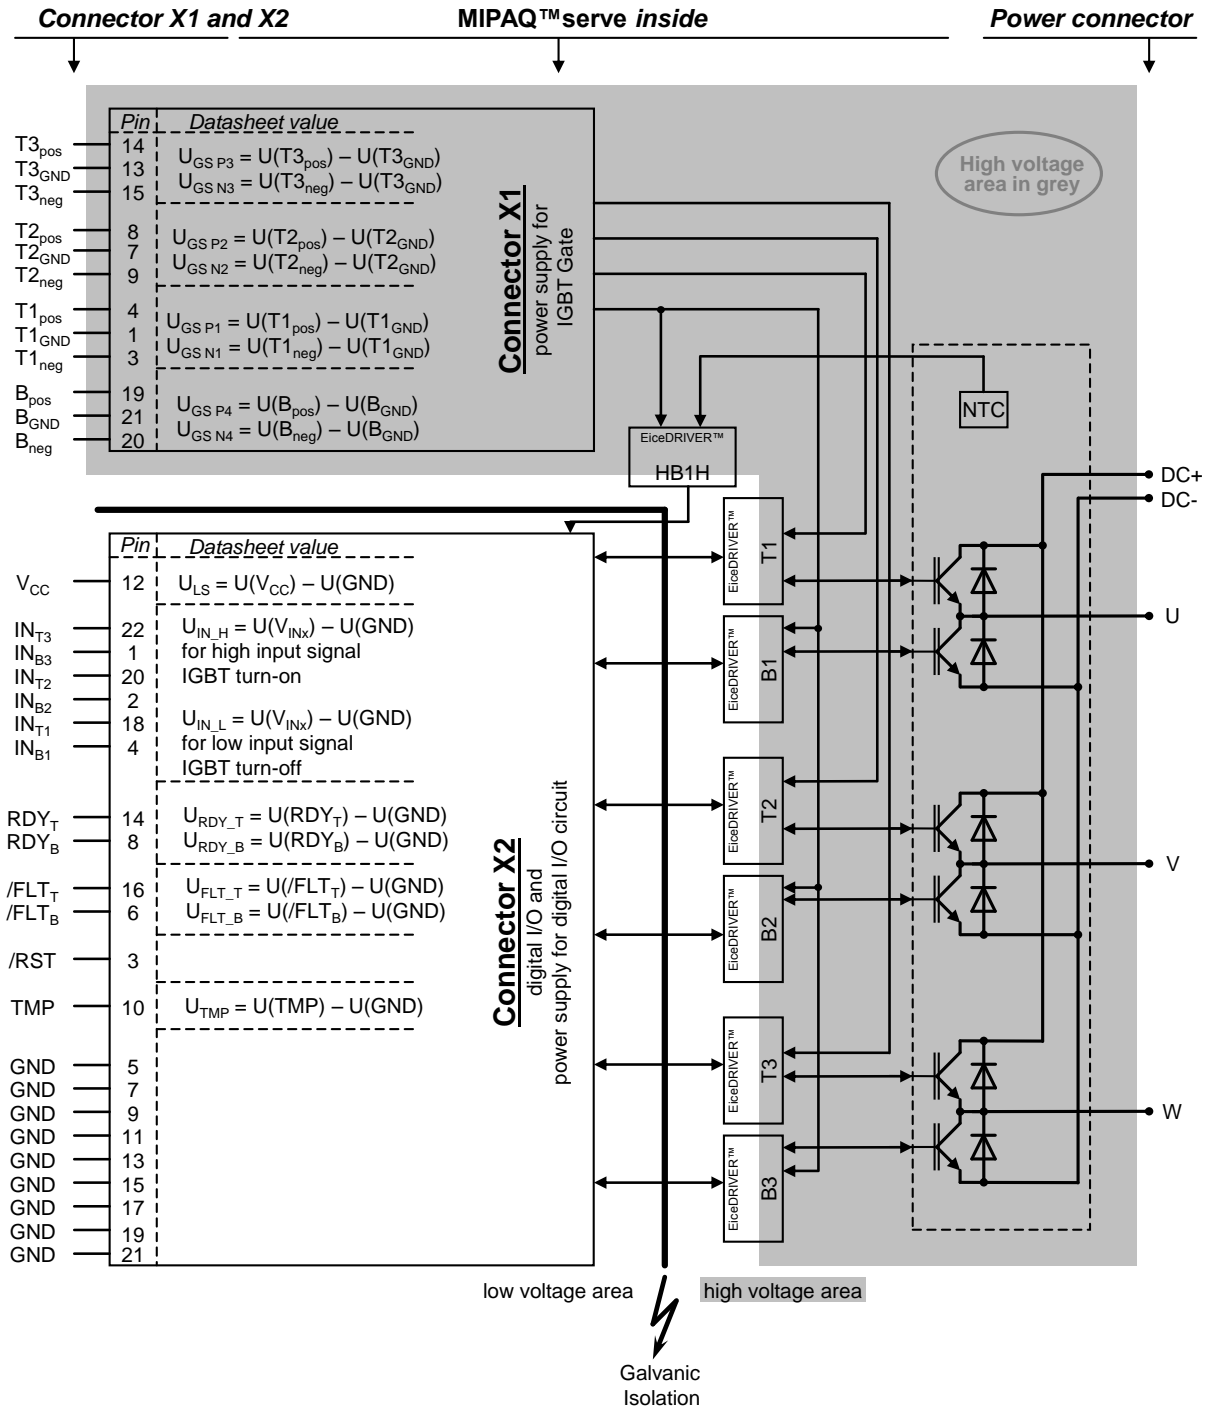 Connector X1 and X2
MIPAQ™serve inside
Power connector
Pin Datasheet value
T3pos 14
T3GND 13
T3neg 15
UGS P3 = U(T3pos) – U(T3GND)
UGS N3 = U(T3neg) – U(T3GND)
T2pos 8
T2GND 7
T2neg 9
UGS P2 = U(T2pos) – U(T2GND)
UGS N2 = U(T2neg) – U(T2GND)
T1pos 4
T1GND 1
T1neg 3
UGS P1 = U(T1pos) – U(T1GND)
UGS N1 = U(T1neg) – U(T1GND)
Bpos 19
BGND 21
Bneg 20
UGS P4 = U(Bpos) – U(BGND)
UGS N4 = U(Bneg) – U(BGND)
Connector X1
power supply for
IGBT Gate
High voltage
area in grey
NTC
EiceDRIVER™
HB1H
DC+
DC-
Pin Datasheet value
VCC 12 ULS = U(VCC) – U(GND)
INT3 22
INB3 1
INT2 20
INB2 2
INT1 18
INB1 4
UIN_H = U(VINx) – U(GND)
for high input signal
IGBT turn-on
UIN_L = U(VINx) – U(GND)
for low input signal
IGBT turn-off
RDYT 14 URDY_T = U(RDYT) – U(GND)
RDYB 8 URDY_B = U(RDYB) – U(GND)
/FLTT 16 UFLT_T = U(/FLTT) – U(GND)
/FLTB 6 UFLT_B = U(/FLTB) – U(GND)
/RST 3
TMP 10 UTMP = U(TMP) – U(GND)
GND 5
GND 7
GND 9
GND 11
GND 13
GND 15
GND 17
GND 19
GND 21
Connector X2
digital I/O and
power supply for digital I/O circuit
EiceDRIVER™
T1
EiceDRIVER™
B1
EiceDRIVER™
T2
EiceDRIVER™
B2
EiceDRIVER™
T3
EiceDRIVER™
B3
U
V
W
low voltage area
high voltage area
Galvanic
Isolation